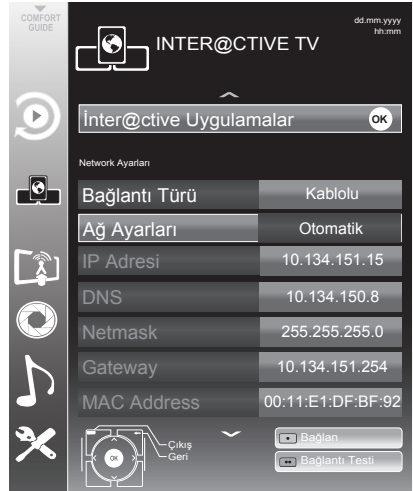 COMFORT
GUIDE
INTER@CTIVE TV
dd.mm.yyyy
hh:mm
İnter@ctive Uygulamalar OK
Network Ayarları
Bağlantı Türü Kablolu
Ağ Ayarları Otomatik
IP Adresi 10.134.151.15
DNS 10.134.150.8
Netmask 255.255.255.0
Gateway 10.134.151.254
MAC Address 00:11:E1:DF:BF:92
OK
Çıkış
Geri
Bağlan
Bağlantı Testi